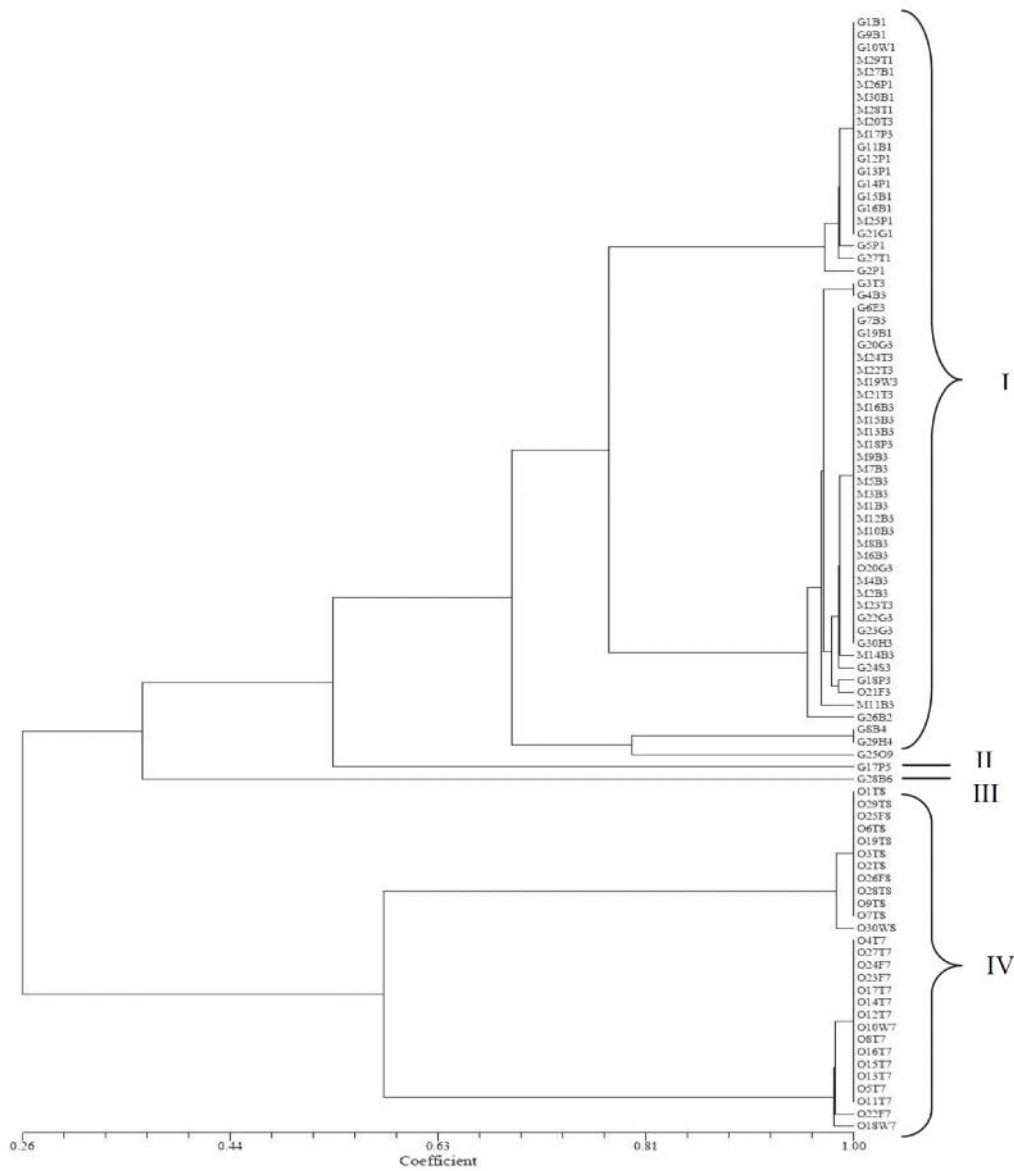 G1B1
G9B1
G10W1
M29T1
M27B1
M26P1
M30B1
M28T1
M20T3
M17P3
G11B1
G12P1
G13P1
G14P1
G15B1
G16B1
M25P1
G21G1
G5P1
G27T1
G2P1
G3T3
G4B3
G6E3
G7B3
G19B1
G20G3
M24T3
M22T3
M19W3
M21T3
I
M16B3
M15B3
M13B3
M18P3
M9B3
M7B3
M5B3
M3B3
M1B3
M12B3
M10B3
M8B3
M6B3
O20G3
M4B3
M2B3
M23T3
G22G3
G23G3
G30H3
M14B3
G24S3
G18P3
O21F3
M11B3
G26B2
G8B4
G29H4
G25O9
G17P5 II
G28B6 III
O1T8
O29T8
O25F8
O6T8
O19T8
O3T8
O2T8
O26F8
O28T8
O9T8
O7T8
O30W8
O4T7
O27T7
O24F7 IV
O23F7
O17T7
O14T7
O12T7
O10W7
O8T7
O16T7
O15T7
O13T7
O5T7
O11T7
O22F7
O18W7
0.26 0.44 0.63 0.81 1.00
Coefficient